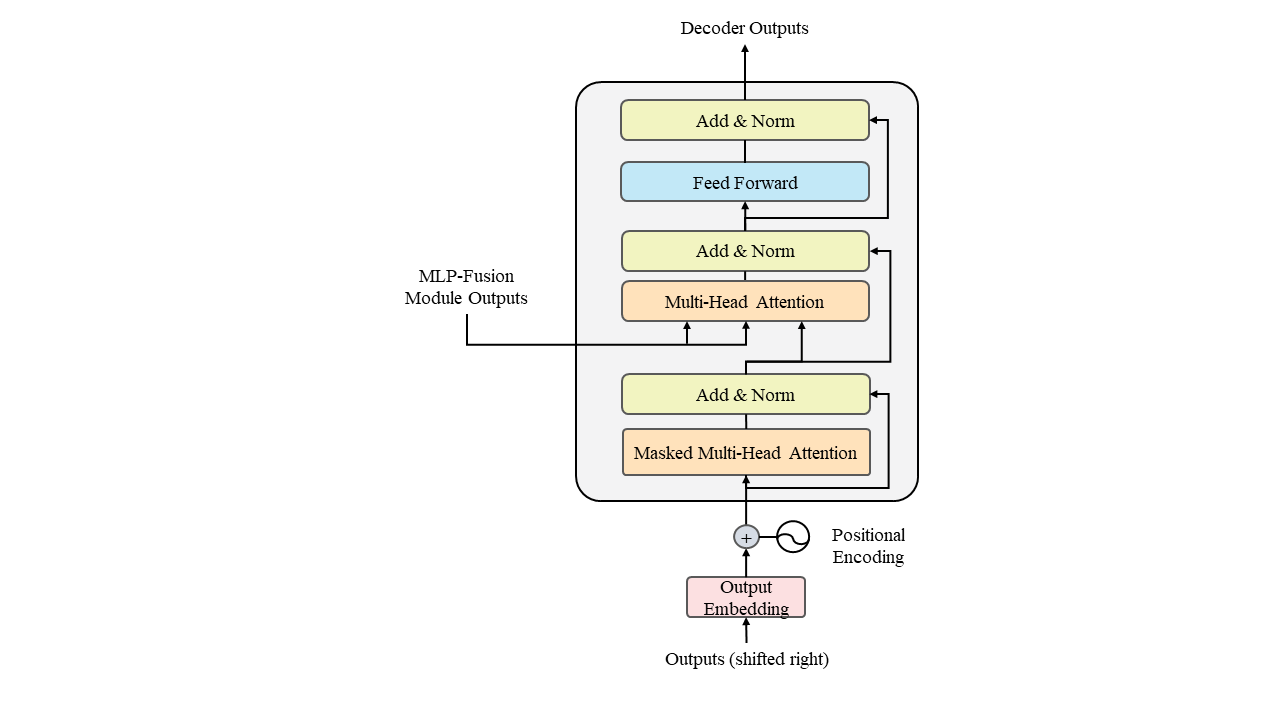 Decoder Outputs
Add & Norm
Feed Forward
Add & Norm
MLP-Fusion
Module Outputs
Multi-Head Attention
Add & Norm
Masked Multi-Head Attention
+
Positional
Encoding
Output
Embedding
Outputs (shifted right)